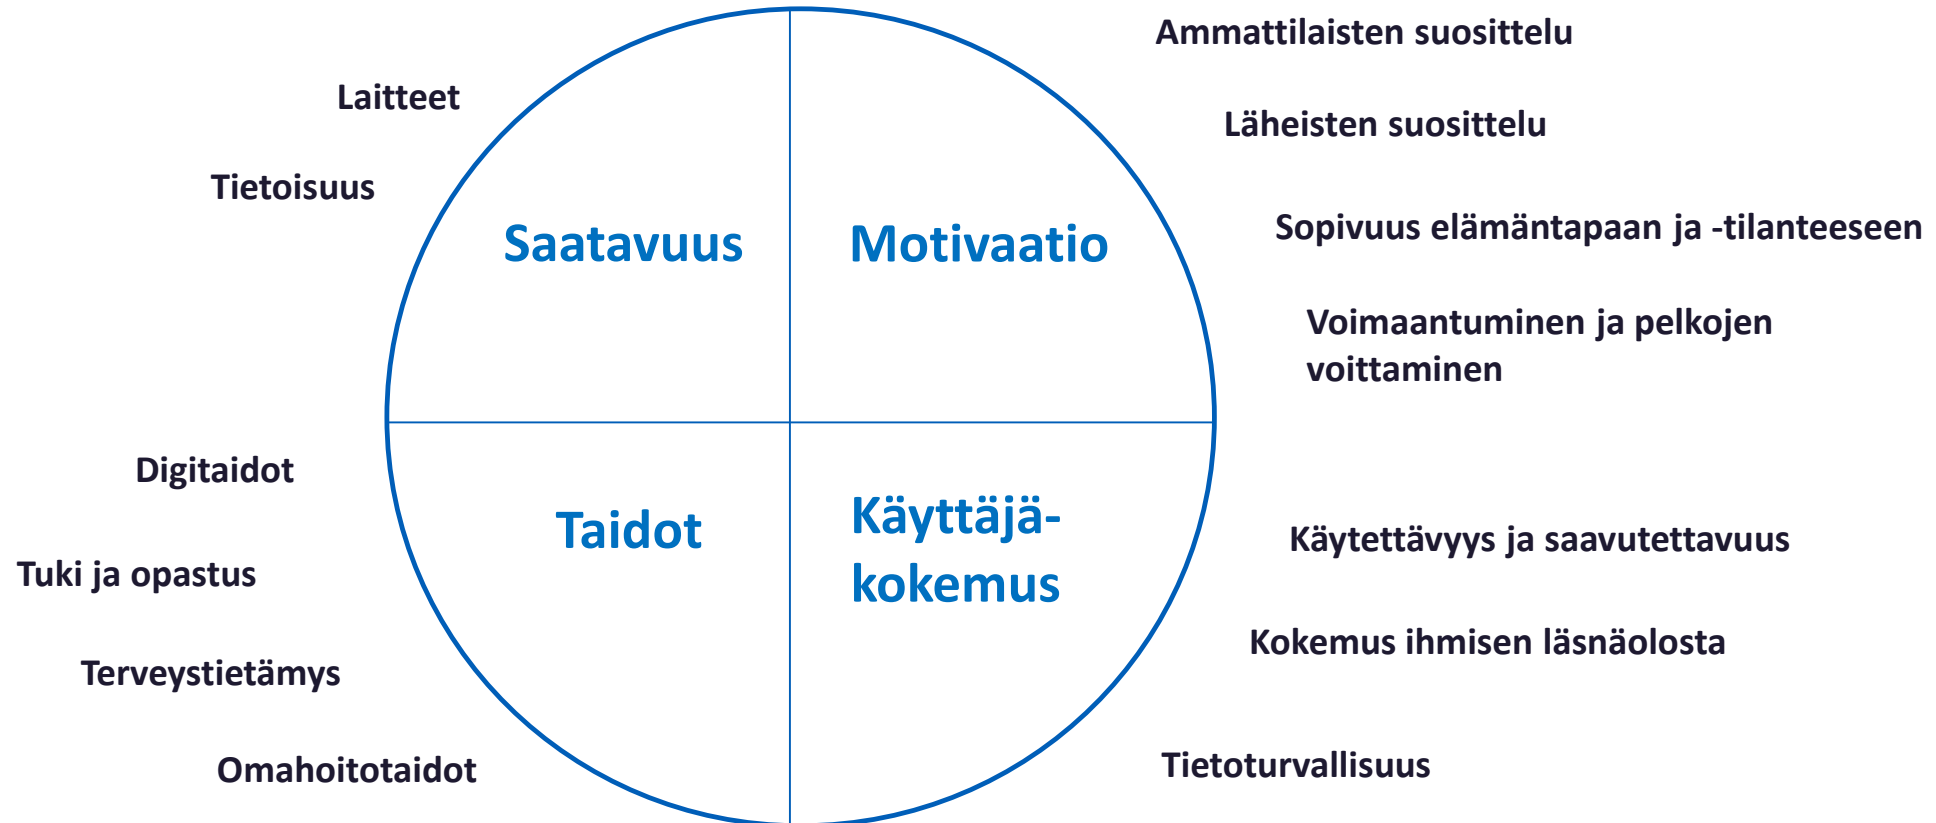 Saatavuus
Laitteet
Tietoisuus
Motivaatio
Ammattilaisten suosittelu
Läheisten suosittelu
Sopivuus elämäntapaan ja -tilanteeseen
Voimaantuminen ja pelkojen
voittaminen
Taidot
Digitaidot
Tuki ja opastus
Terveystietämys
Omahoitotaidot
Käyttäjä-
kokemus
Käytettävyys ja saavutettavuus
Kokemus ihmisen läsnäolosta
Tietoturvallisuus